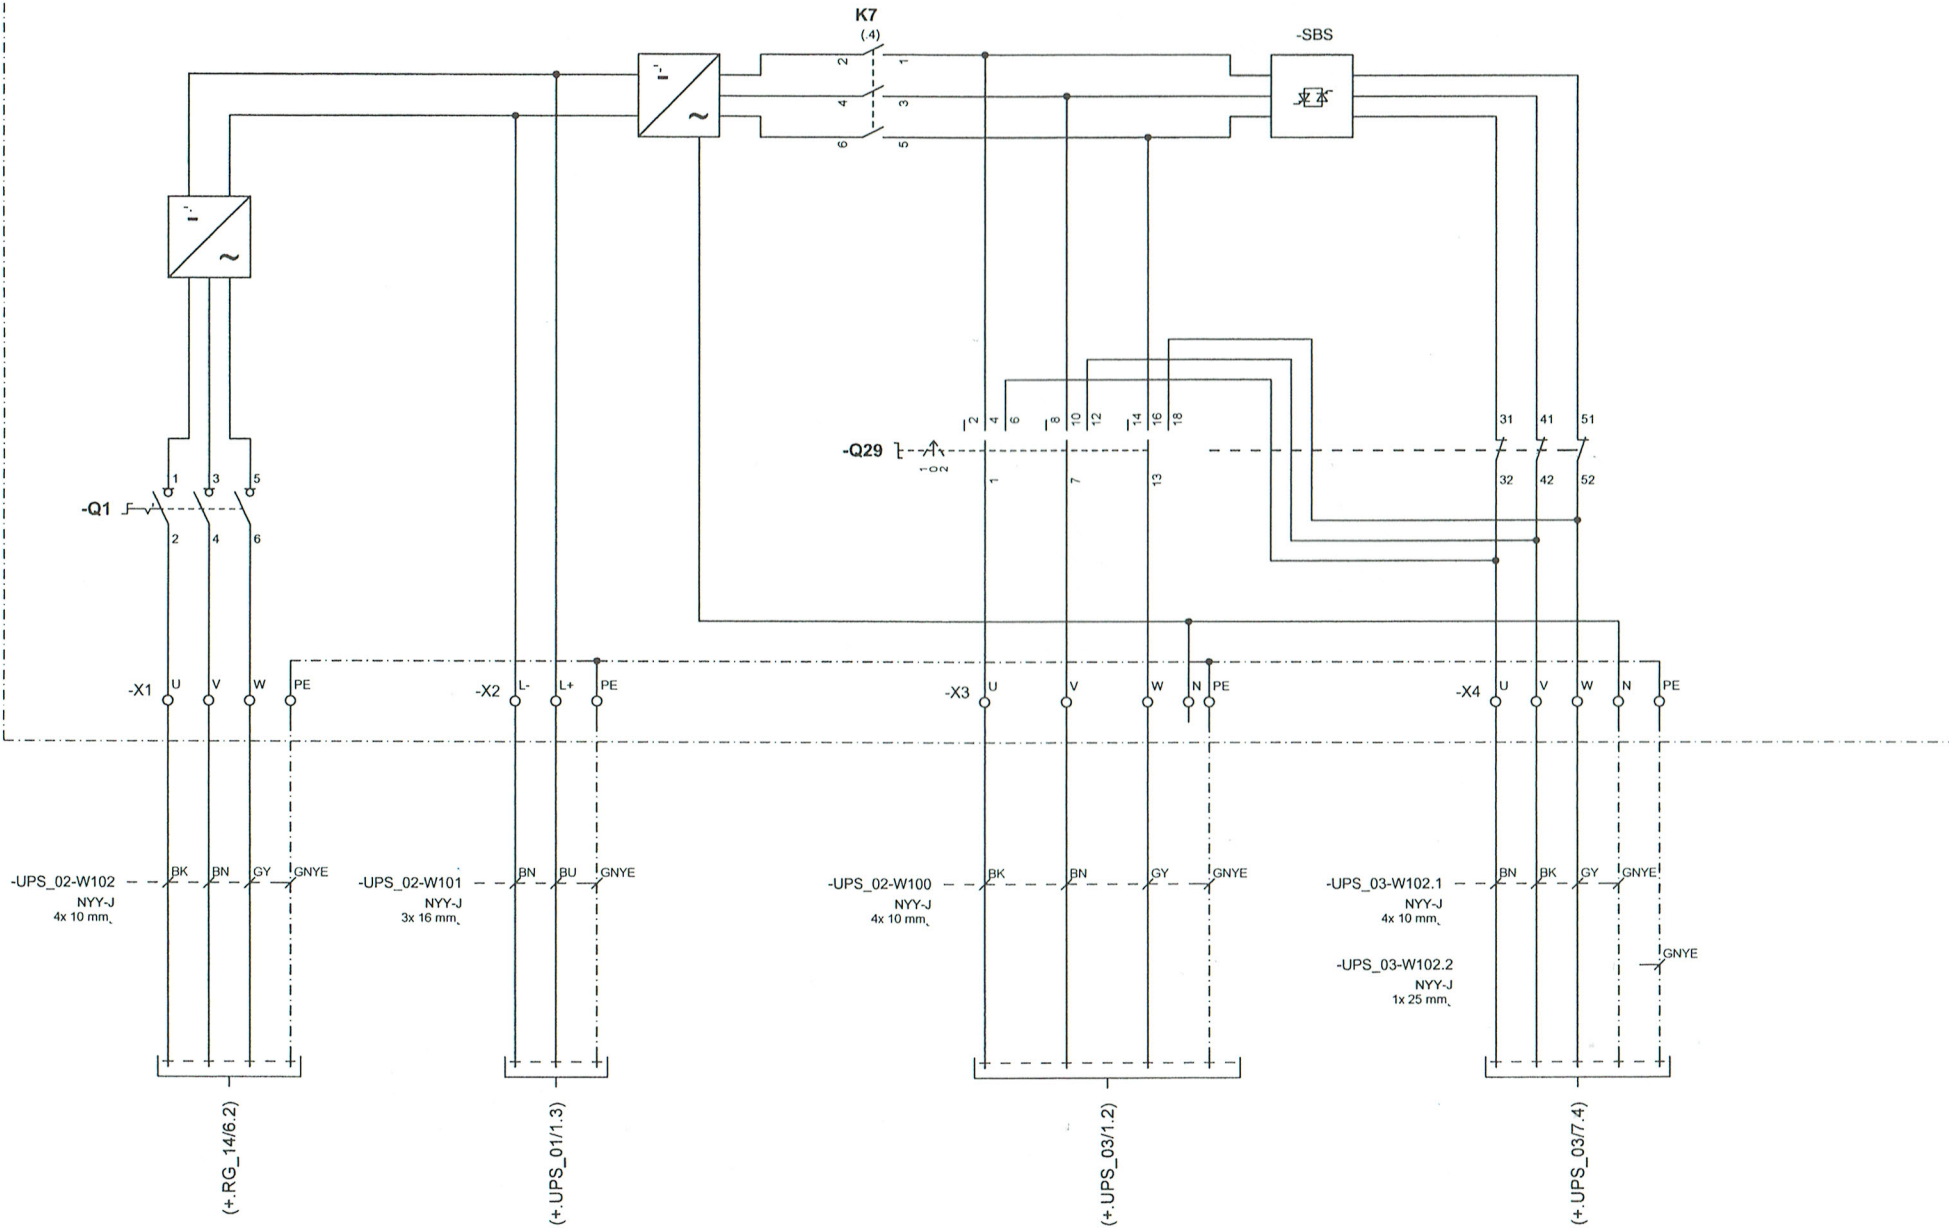 K7
(.4)
-SBS
2 1
4 3
6 5
~
~
2 4 6 8 10 12 14 16 18
31 41 51
-Q29
1 0 2
1 7 13
32 42 52
1 3 5
-Q1
2 4 6
-X1 U V W PE
-X2 L- L+ PE
-X3 U V W N PE
-X4 U V W N PE
-UPS_02-W102 BK BN GY GNYE
NYY-J
4x 10 mm
-UPS_02-W101 BN BU GNYE
NYY-J
3x 16 mm
-UPS_02-W100 BK BN GY GNYE
NYY-J
4x 10 mm
-UPS_03-W102.1 BN BK GY GNYE
NYY-J
4x 10 mm
-UPS_03-W102.2 GNYE
NYY-J
1x 25 mm
(+.RG_14/6.2)
(+.UPS_01/1.3)
(+.UPS_03/1.2)
(+.UPS_03/7.4)